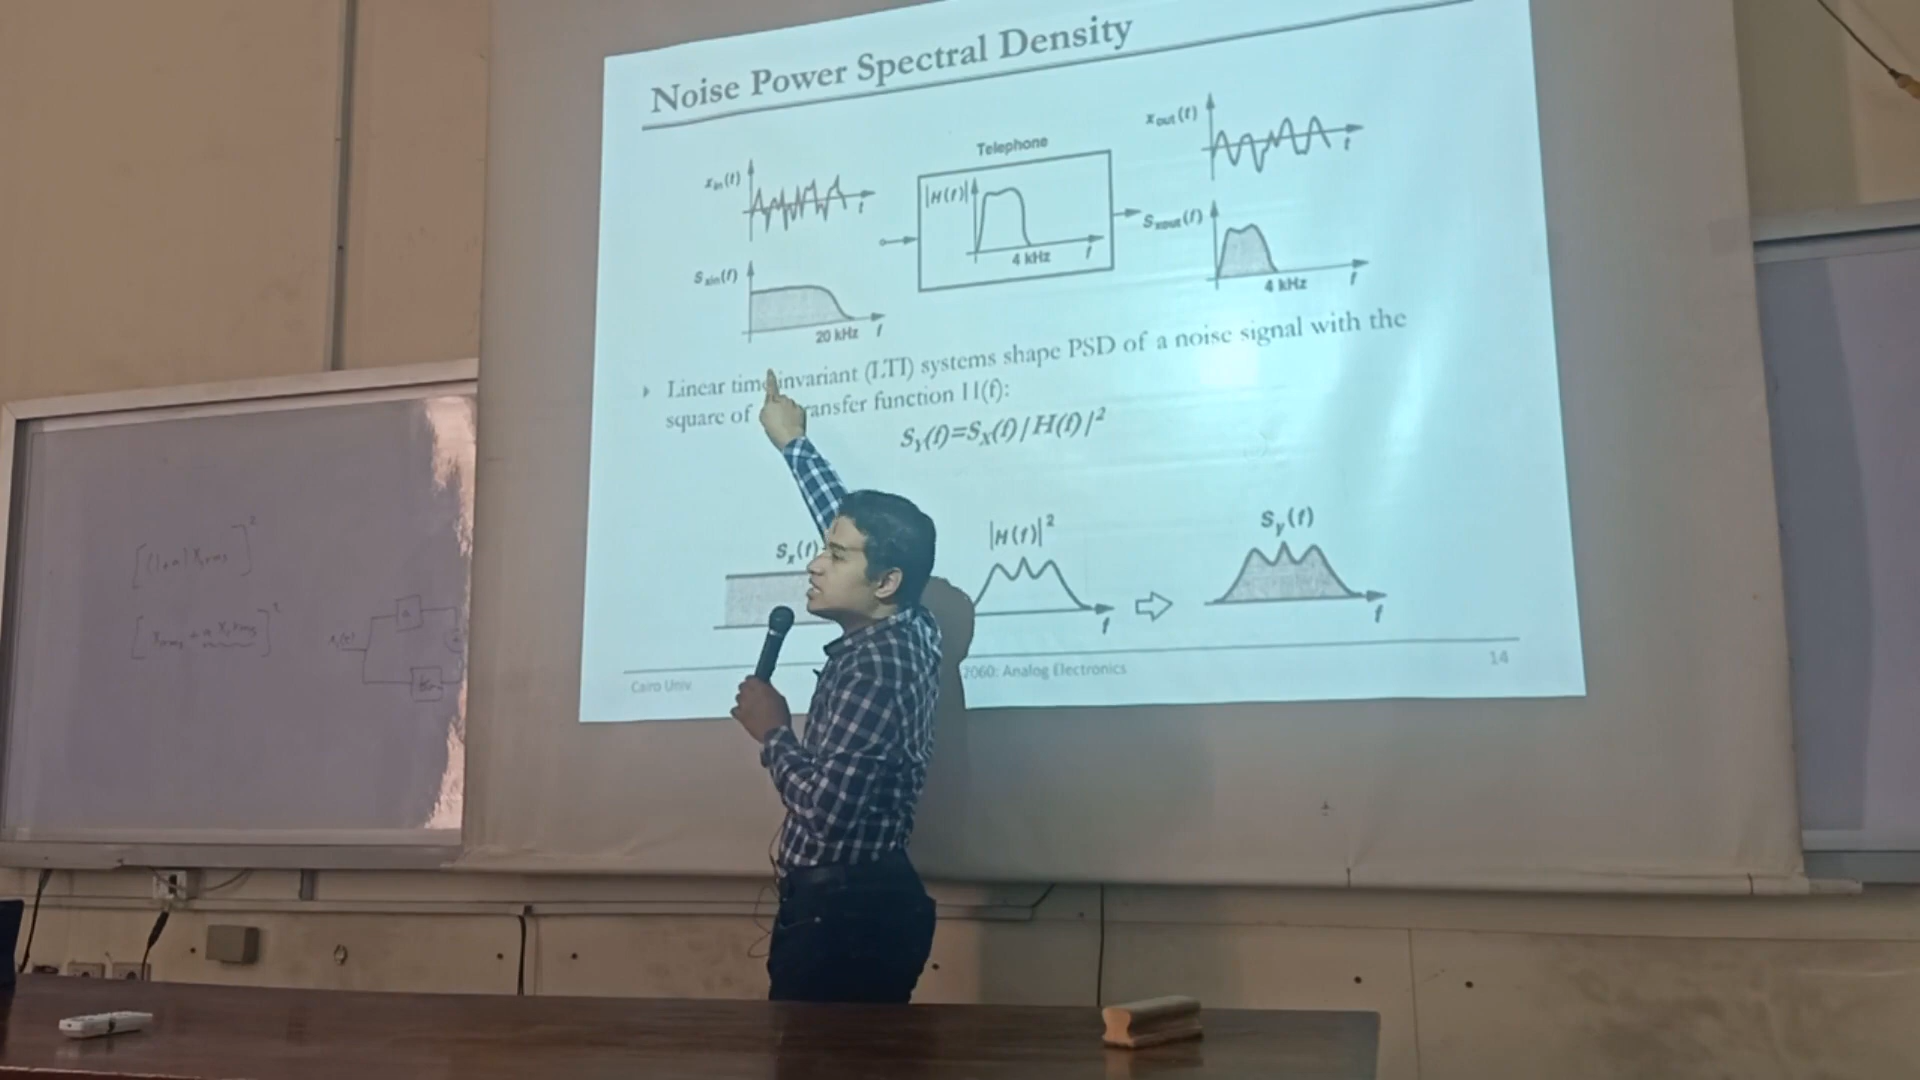 Noise Power Spectral Density
x_in(t)
t
S_xin(f)
20 kHz
f
Telephone
|H(f)|
4 kHz
f
x_out(t)
t
S_xout(f)
4 kHz
f
Linear time invariant (LTI) systems shape PSD of a noise signal with the
square of transfer function H(f):
S_Y(f)=S_X(f)|H(f)|²
S_x(f)
|H(f)|²
f
S_y(f)
f
Cairo Univ
2060: Analog Electronics
14